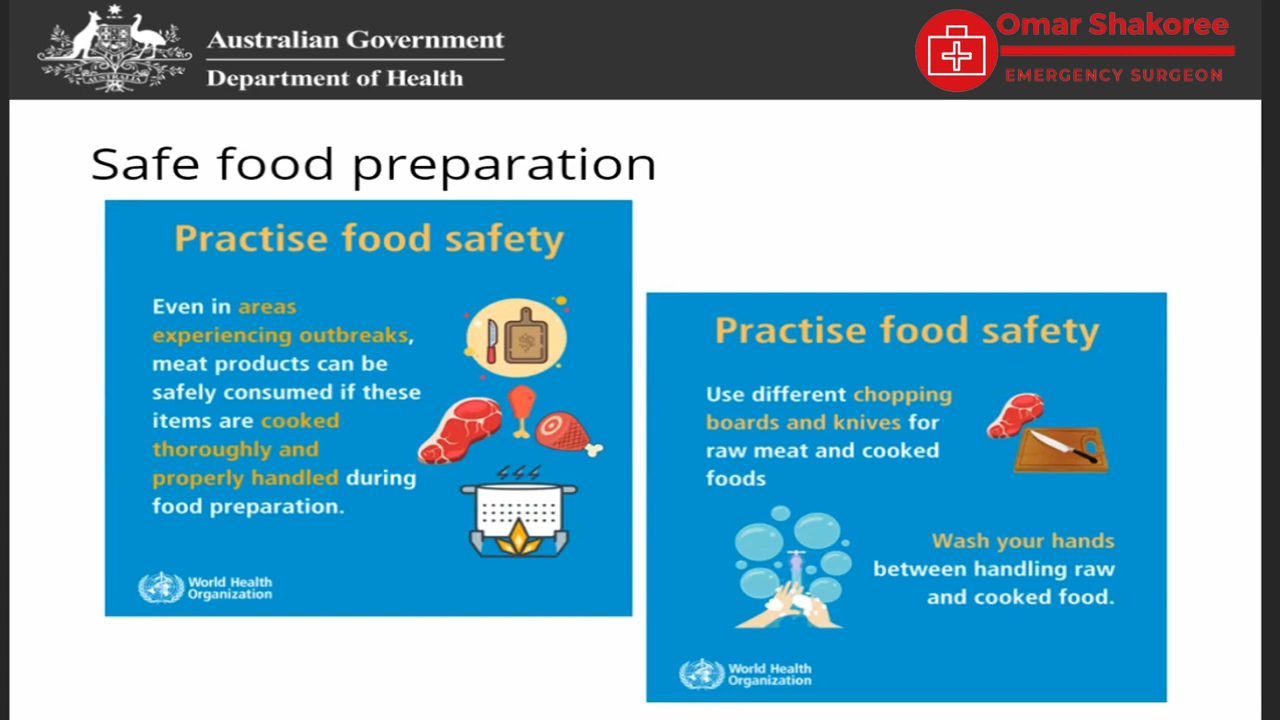 Australian Government
Department of Health
Omar Shakoree
EMERGENCY SURGEON
Safe food preparation
Practise food safety
Even in areas
experiencing outbreaks,
meat products can be
safely consumed if these
items are cooked
thoroughly and
properly handled during
food preparation.
World Health
Organization
Practise food safety
Use different chopping
boards and knives for
raw meat and cooked
foods
Wash your hands
between handling raw
and cooked food.
World Health
Organization